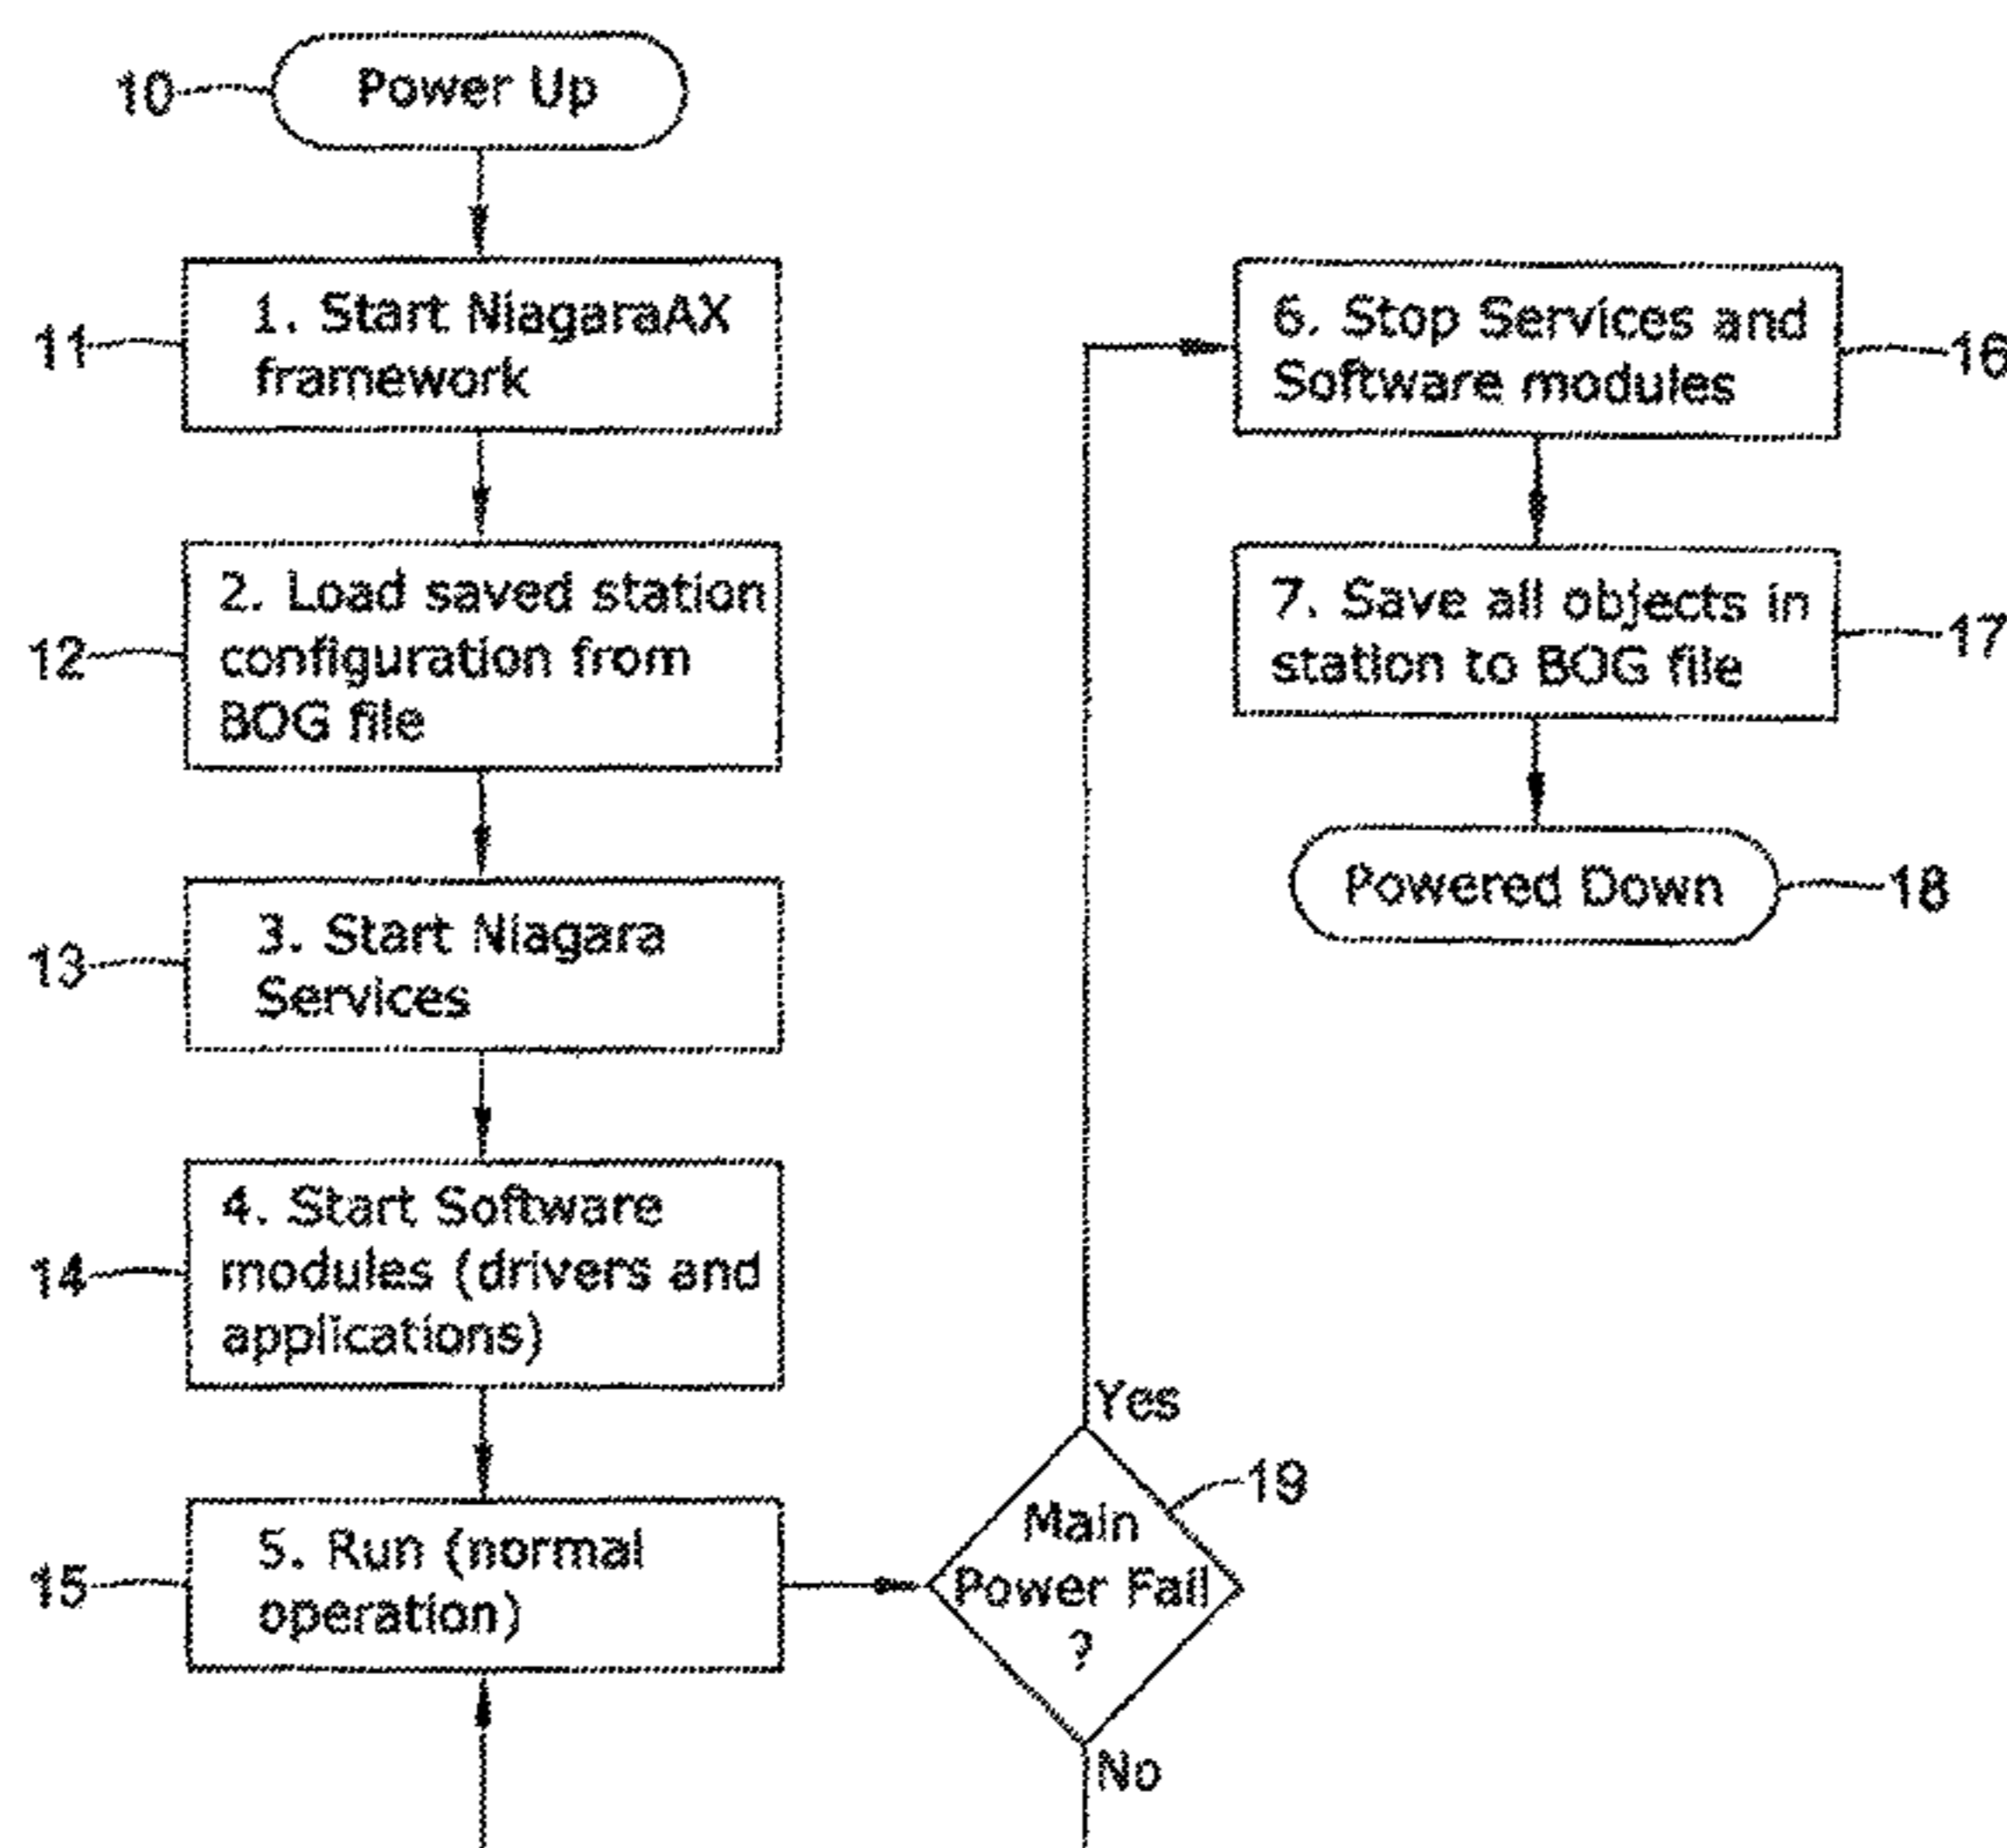 10
Power Up
11
1. Start NiagaraAX
framework
12
2. Load saved station
configuration from
BOG file
13
3. Start Niagara
Services
14
4. Start Software
modules (drivers and
applications)
15
5. Run (normal
operation)
Yes
19
Main
Power Fail
?
No
6. Stop Services and
Software modules
16
7. Save all objects in
station to BOG file
17
Powered Down
18